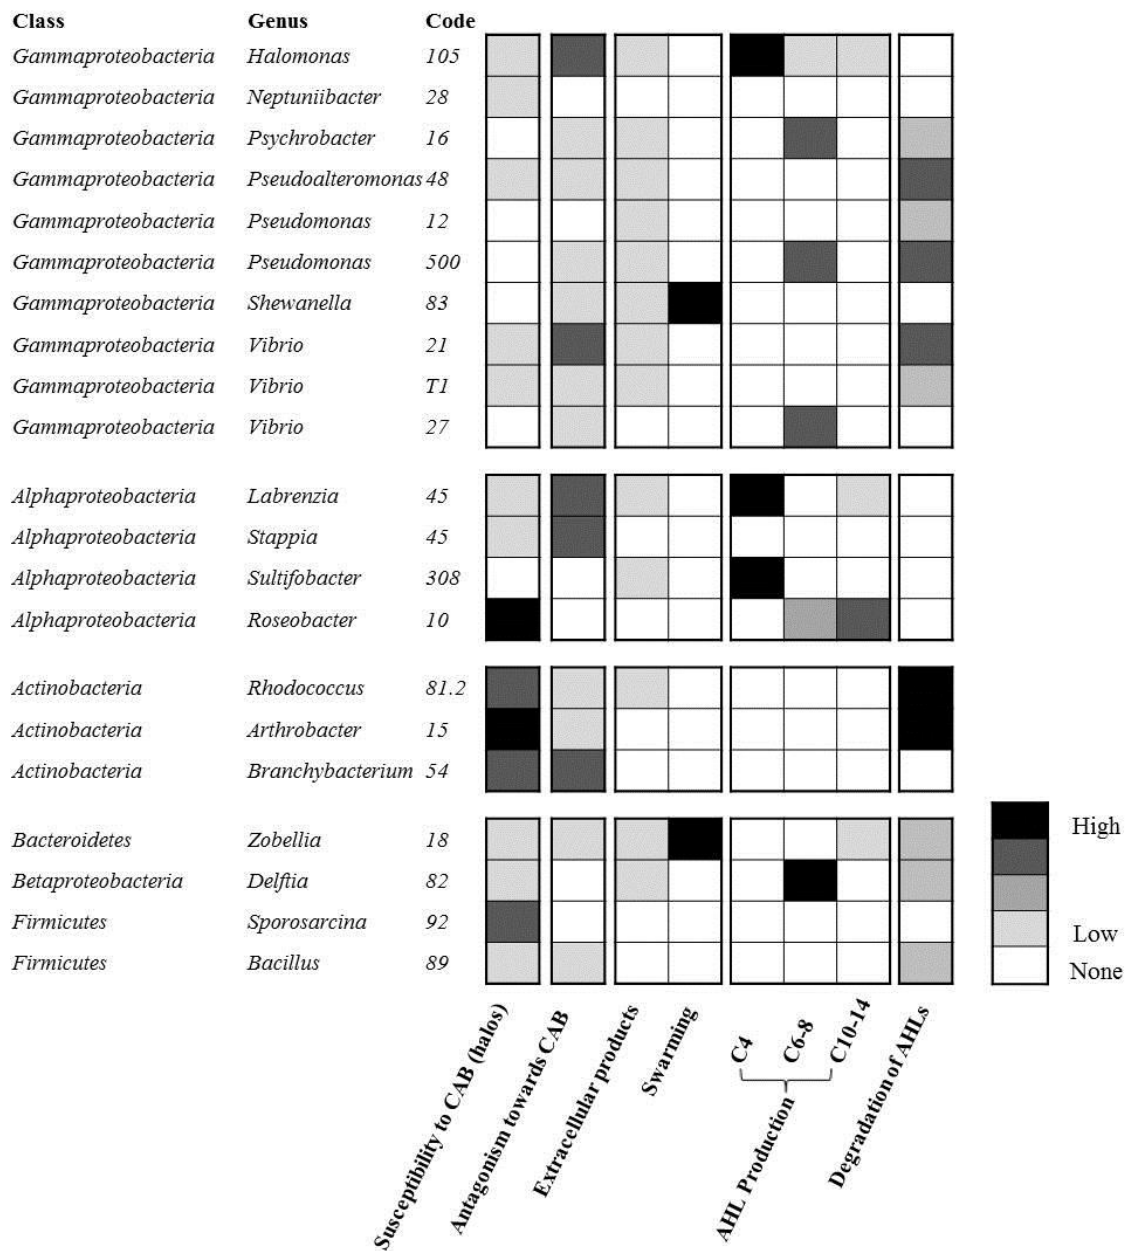 Class Genus Code
Gammaproteobacteria Halomonas 105
Gammaproteobacteria Neptuniibacter 28
Gammaproteobacteria Psychrobacter 16
Gammaproteobacteria Pseudoalteromonas 48
Gammaproteobacteria Pseudomonas 12
Gammaproteobacteria Pseudomonas 500
Gammaproteobacteria Shewanella 83
Gammaproteobacteria Vibrio 21
Gammaproteobacteria Vibrio T1
Gammaproteobacteria Vibrio 27
Alphaproteobacteria Labrenzia 45
Alphaproteobacteria Stappia 45
Alphaproteobacteria Sultifobacter 308
Alphaproteobacteria Roseobacter 10
Actinobacteria Rhodococcus 81.2
Actinobacteria Arthrobacter 15
Actinobacteria Branchybacterium 54
Bacteroidetes Zobellia 18
Betaproteobacteria Delftia 82
Firmicutes Sporosarcina 92
Firmicutes Bacillus 89
High
Low
None
Susceptibility to CAB (halos)
Antagonism towards CAB
Extracellular products
Swarming
C4
C6-8
C10-14
AHL Production
Degradation of AHLs